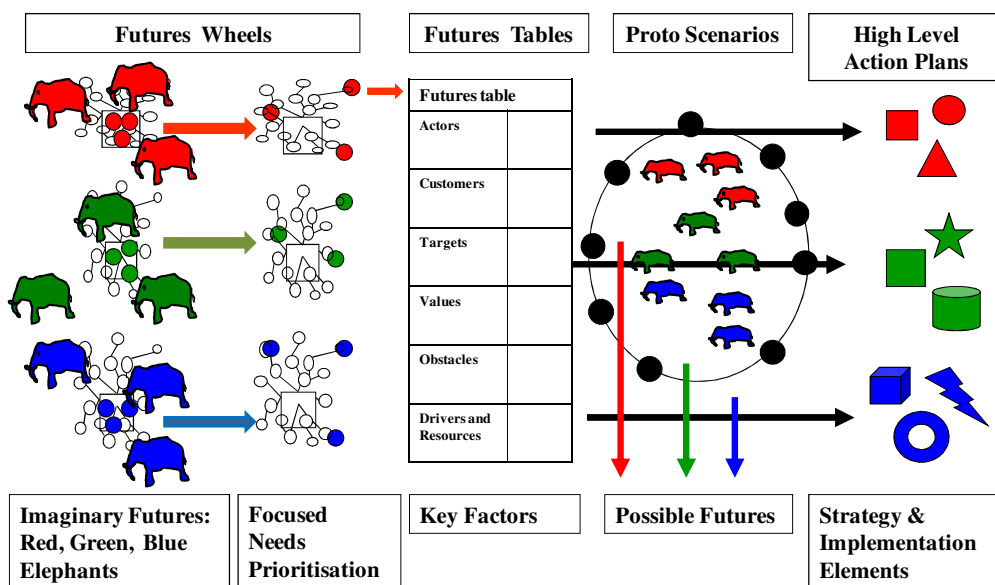 Futures Wheels
Futures Tables
Proto Scenarios
High Level
Action Plans
Futures table
Actors
Customers
Targets
Values
Obstacles
Drivers and
Resources
Imaginary Futures:
Red, Green, Blue
Elephants
Focused
Needs
Prioritisation
Key Factors
Possible Futures
Strategy &
Implementation
Elements